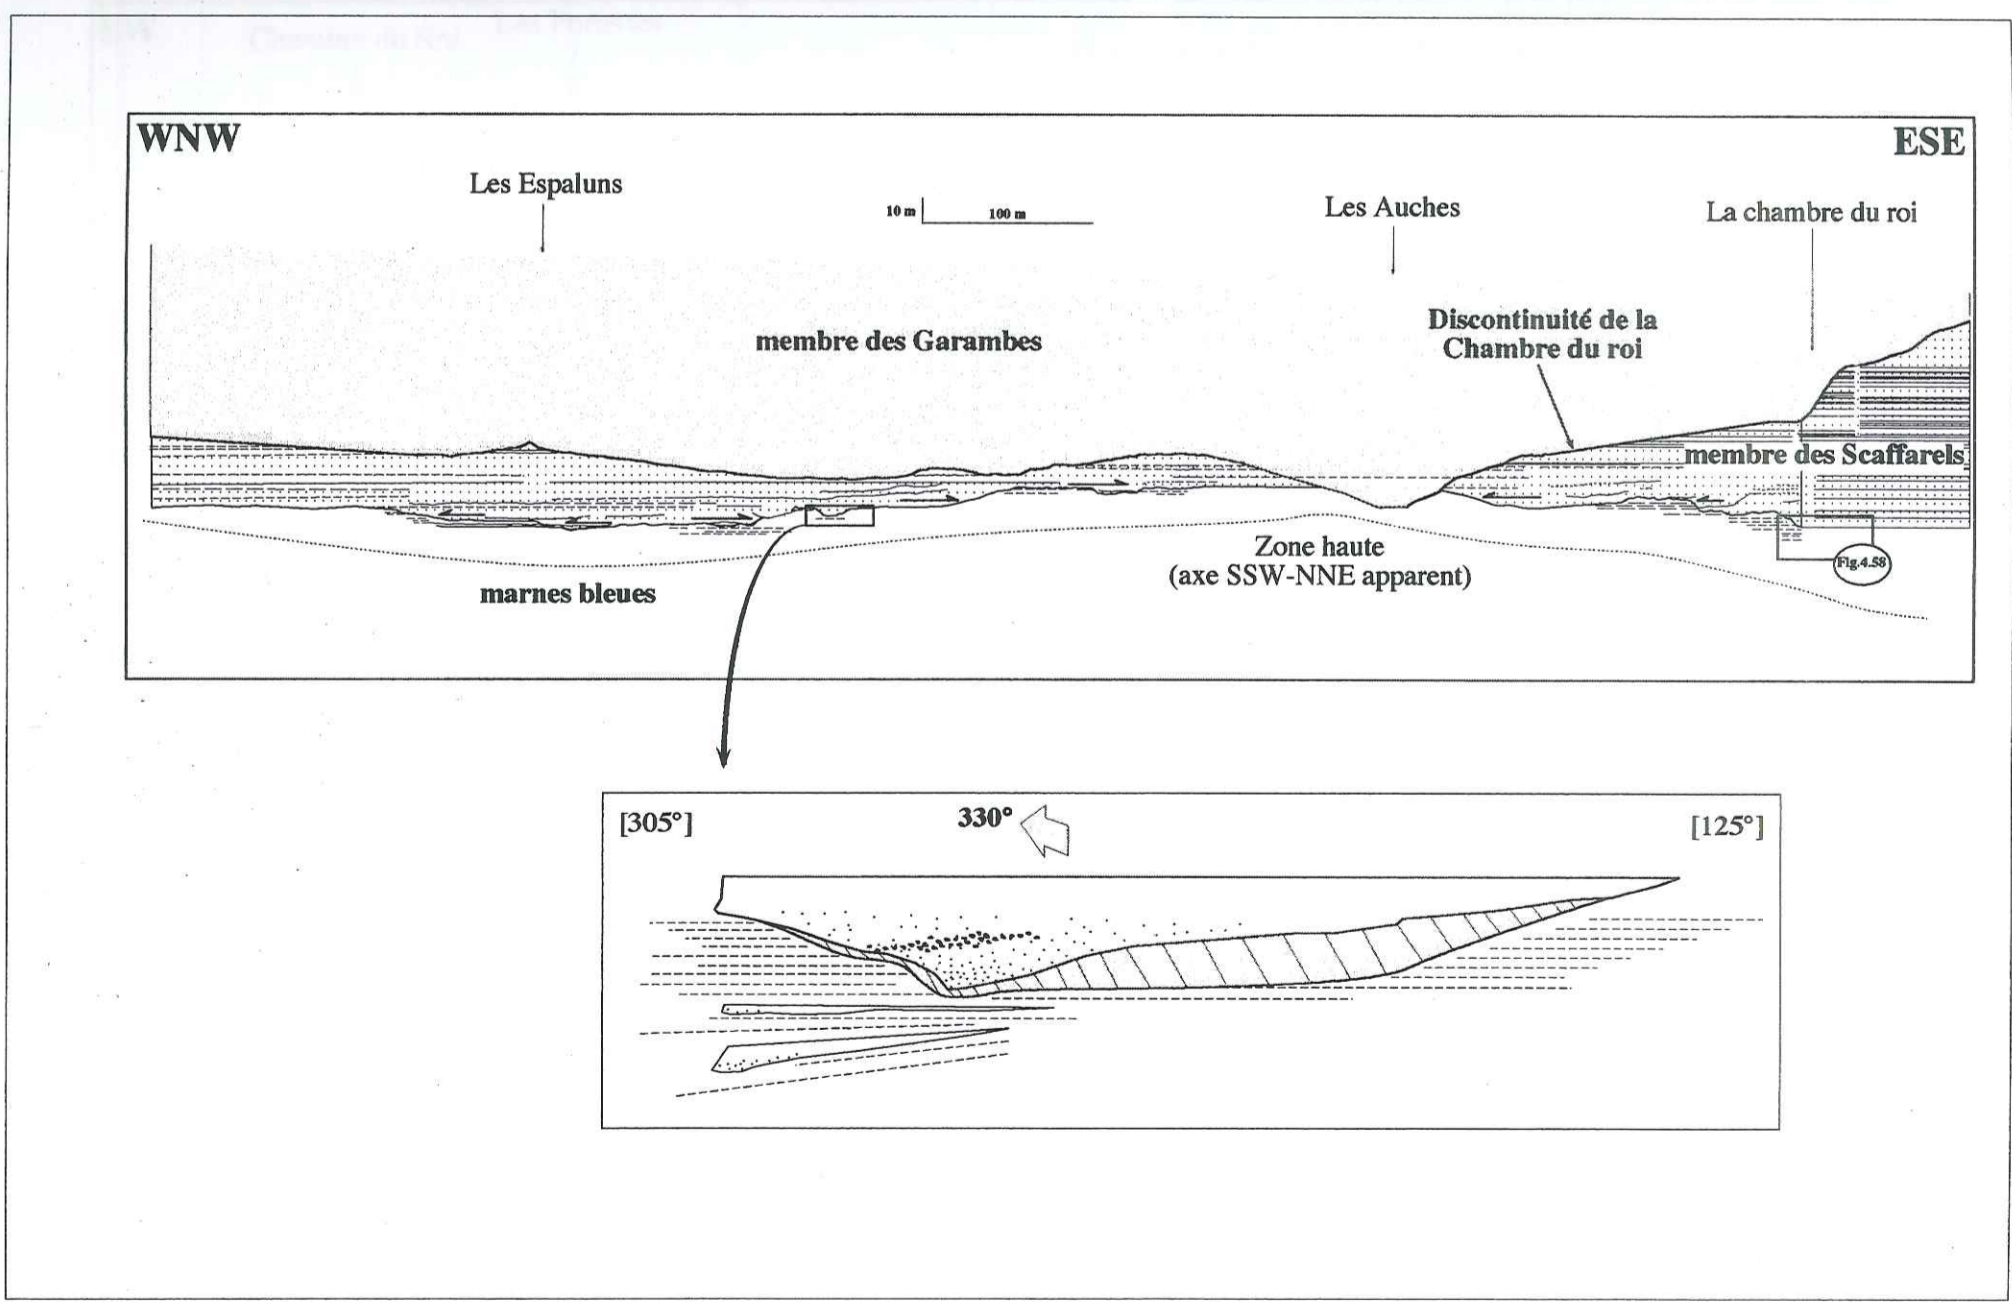 WNW
ESE
Les Espaluns
10 m
100 m
Les Auches
La chambre du roi
membre des Garambes
Discontinuité de la
Chambre du roi
membre des Scaffarels
Zone haute
(axe SSW-NNE apparent)
Fig.4.58
marnes bleues
[305°]
330°
[125°]